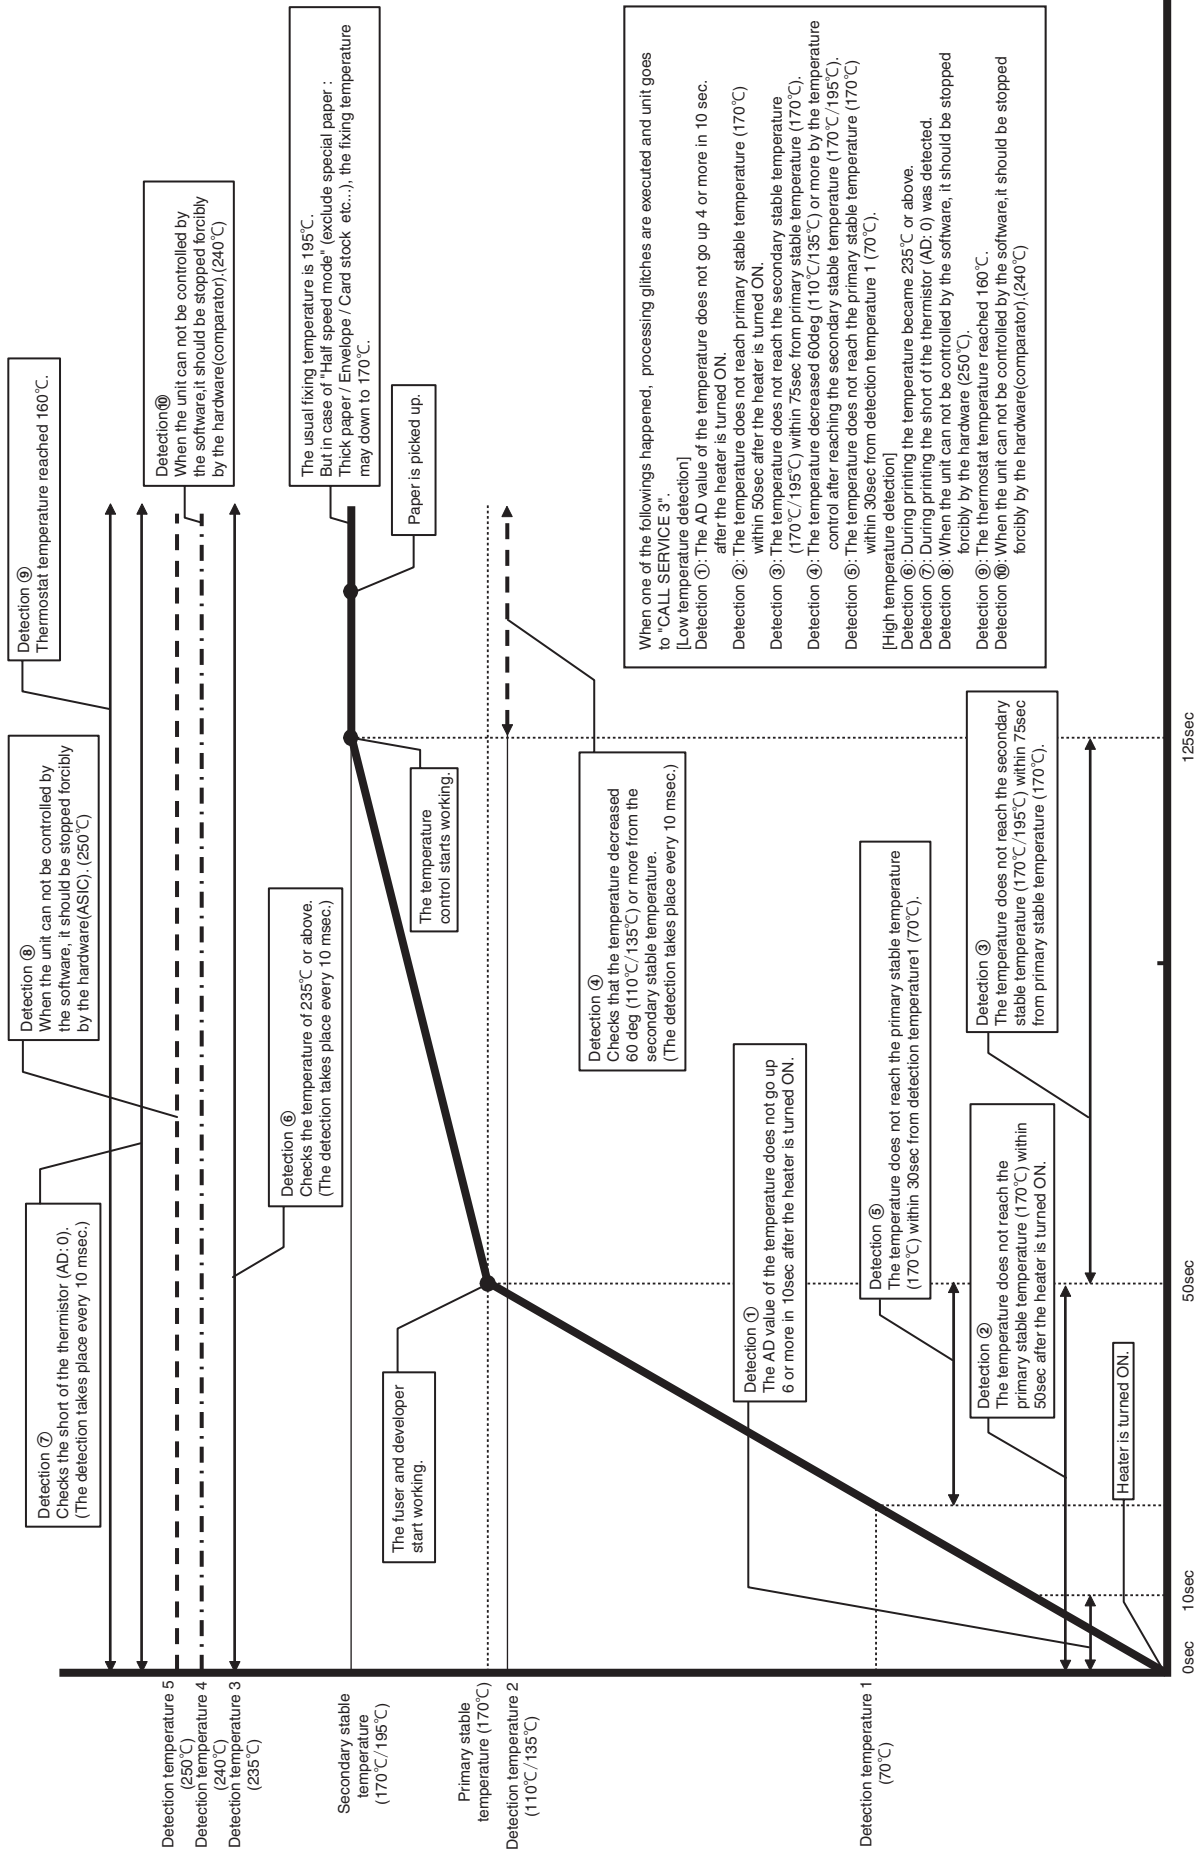 Detection ⑦
Checks the short of the thermistor (AD: 0).
(The detection takes place every 10 msec.)
Detection ⑧
When the unit can not be controlled by
the software, it should be stopped forcibly
by the hardware(ASIC). (250℃)
Detection ⑨
Thermostat temperature reached 160℃.
Detection⑩
When the unit can not be controlled by
the software,it should be stopped forcibly
by the hardware(comparator).(240℃)
Detection temperature 5
(250℃)
Detection temperature 4
(240℃)
Detection temperature 3
(235℃)
Detection ⑥
Checks the temperature of 235℃ or above.
(The detection takes place every 10 msec.)
The usual fixing temperature is 195℃.
But in case of "Half speed mode" (exclude special paper :
Thick paper / Envelope / Card stock etc...), the fixing temperature
may down to 170℃.
Secondary stable
temperature
(170℃/195℃)
Paper is picked up.
The fuser and developer
start working.
The temperature
control starts working.
Primary stable
temperature (170℃)
Detection temperature 2
(110℃/135℃)
Detection ④
Checks that the temperature decreased
60 deg (110℃/135℃) or more from the
secondary stable temperature.
(The detection takes place every 10 msec.)
When one of the followings happened, processing glitches are executed and unit goes
to "CALL SERVICE 3".
[Low temperature detection]
Detection ①: The AD value of the temperature does not go up 4 or more in 10 sec.
after the heater is turned ON.
Detection ②: The temperature does not reach primary stable temperature (170℃)
within 50sec after the heater is turned ON.
Detection ③: The temperature does not reach the secondary stable temperature
(170℃/195℃) within 75sec from primary stable temperature (170℃).
Detection ④: The temperature decreased 60deg (110℃/135℃) or more by the temperature
control after reaching the secondary stable temperature (170℃/195℃).
Detection ⑤: The temperature does not reach the primary stable temperature (170℃)
within 30sec from detection temperature 1 (70℃).
[High temperature detection]
Detection ⑥: During printing the temperature became 235℃ or above.
Detection ⑦: During printing the short of the thermistor (AD: 0) was detected.
Detection ⑧: When the unit can not be controlled by the software, it should be stopped
forcibly by the hardware (250℃).
Detection ⑨: The thermostat temperature reached 160℃.
Detection ⑩: When the unit can not be controlled by the software,it should be stopped
forcibly by the hardware(comparator).(240℃)
Detection ①
The AD value of the temperature does not go up
6 or more in 10sec after the heater is turned ON.
Detection temperature 1
(70℃)
Detection ⑤
The temperature does not reach the primary stable temperature
(170℃) within 30sec from detection temperature1 (70℃).
Detection ②
The temperature does not reach the
primary stable temperature (170℃) within
50sec after the heater is turned ON.
Detection ③
The temperature does not reach the secondary
stable temperature (170℃/195℃) within 75sec
from primary stable temperature (170℃).
Heater is turned ON.
0sec
10sec
50sec
125sec